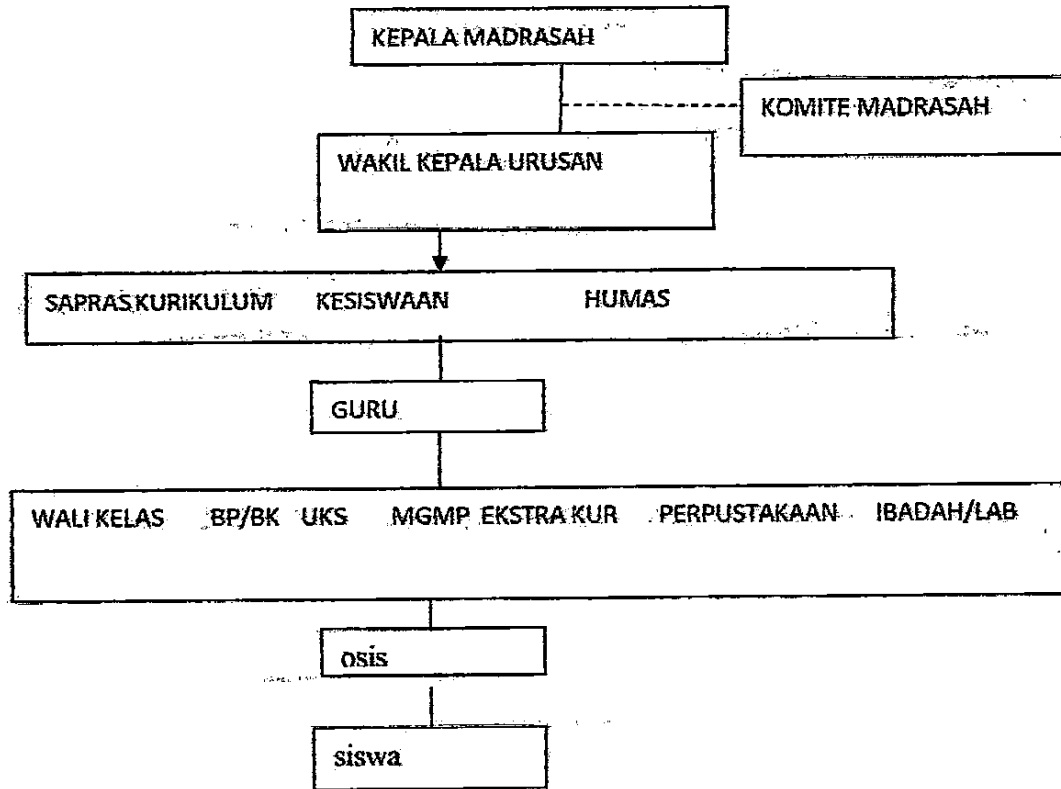 KEPALA MADRASAH
KOMITE MADRASAH
WAKIL KEPALA URUSAN
SAPRAS KURIKULUM KESISWAAN HUMAS
GURU
WALI KELAS BP/BK UKS MGMP EKSTRA KUR PERPUSTAKAAN IBADAH/LAB
osis
siswa